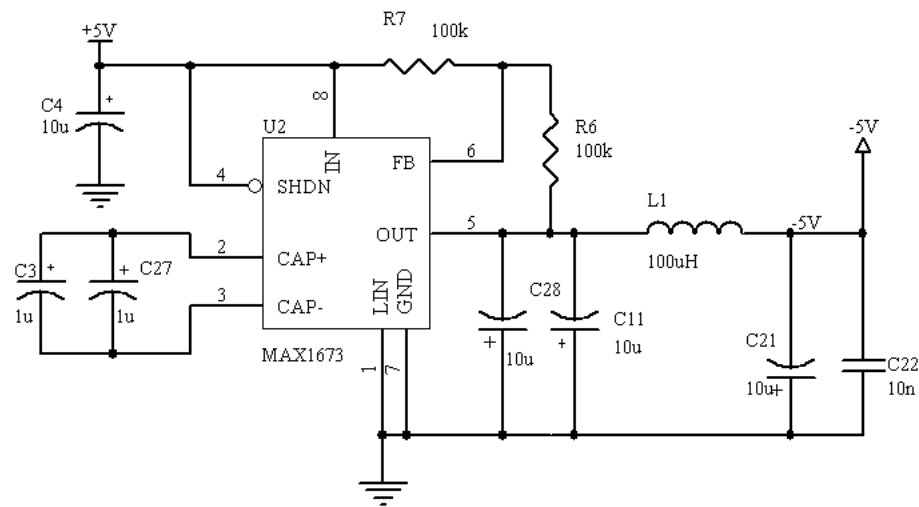 R7
100k
+5V
C4
10u
+
8
U2
IN
4
SHDN
FB
6
R6
100k
-5V
OUT
5
L1
100uH
-5V
C3
+
1u
+
C27
1u
2
CAP+
3
CAP-
LIN
GND
MAX1673
1
7
C28
+
10u
C11
+
10u
C21
10u
+
C22
10n